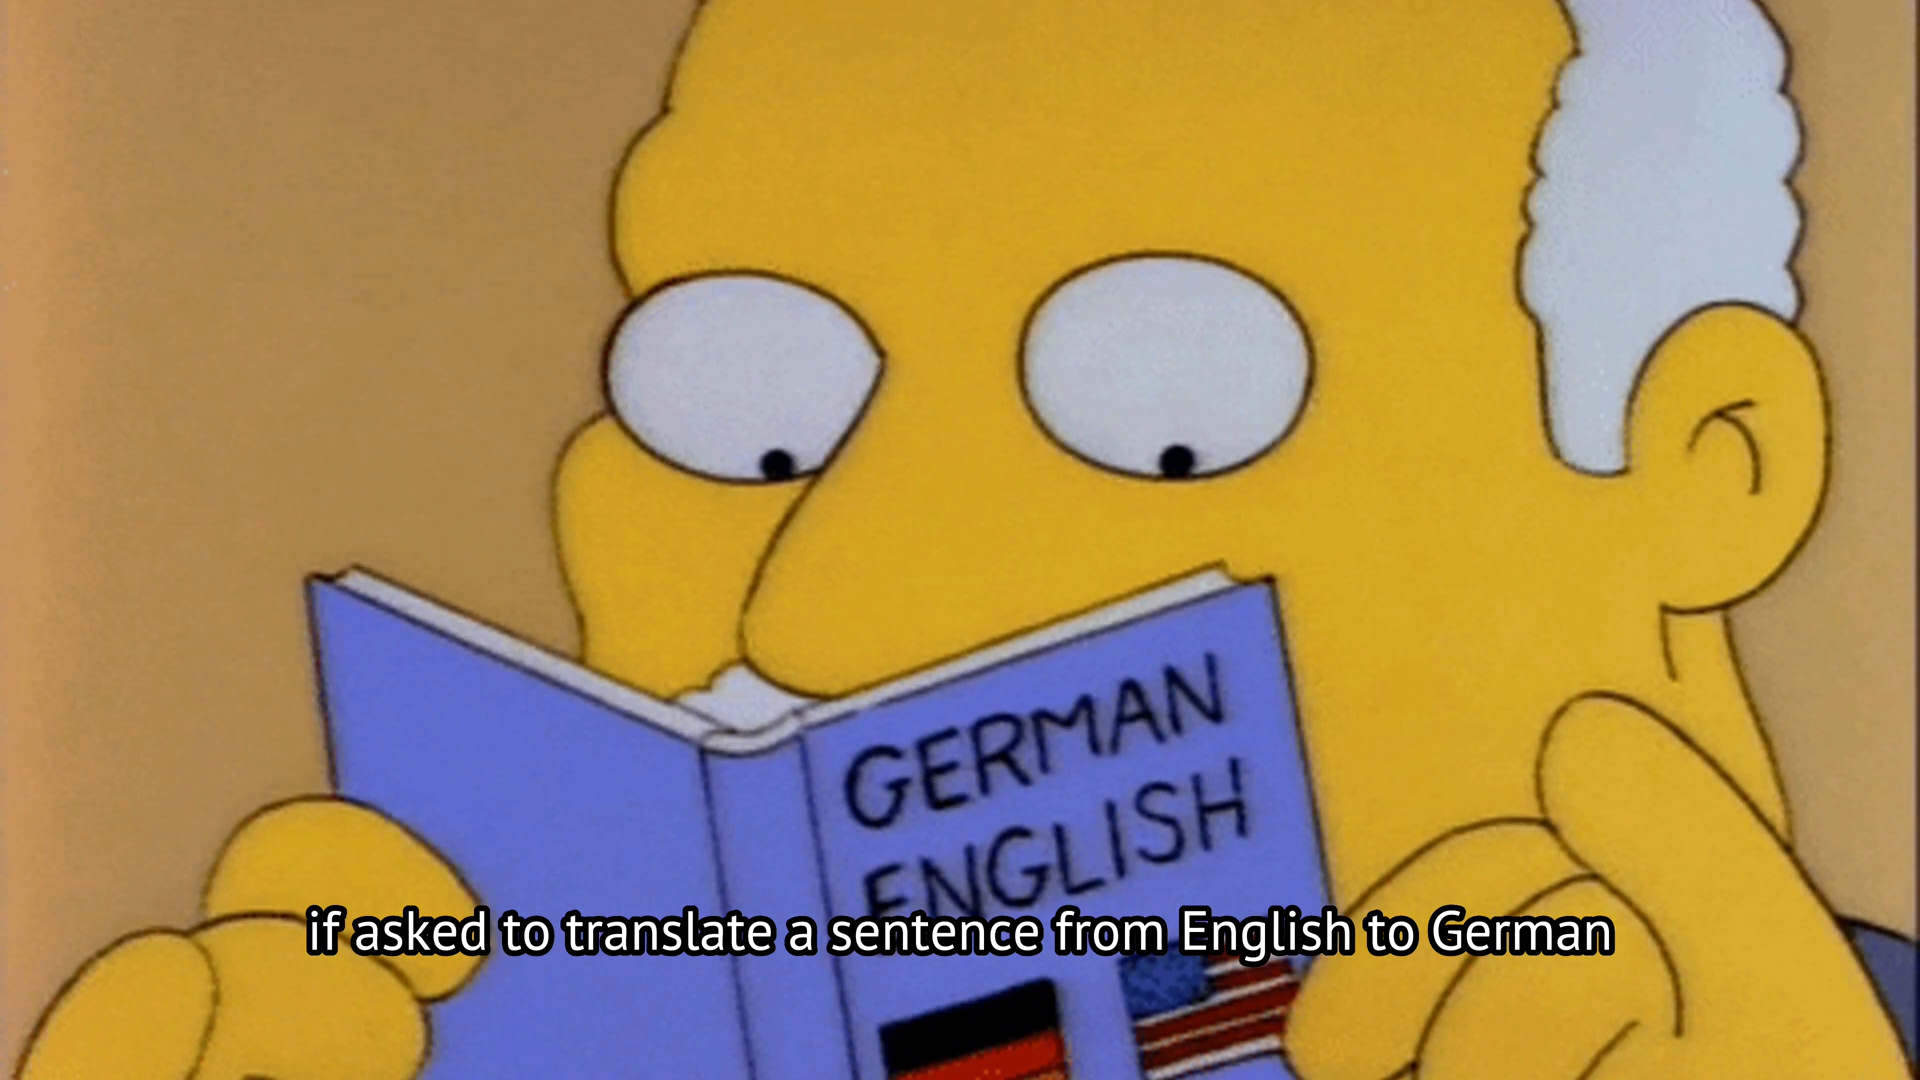 GERMAN
ENGLISH
if asked to translate a sentence from English to German